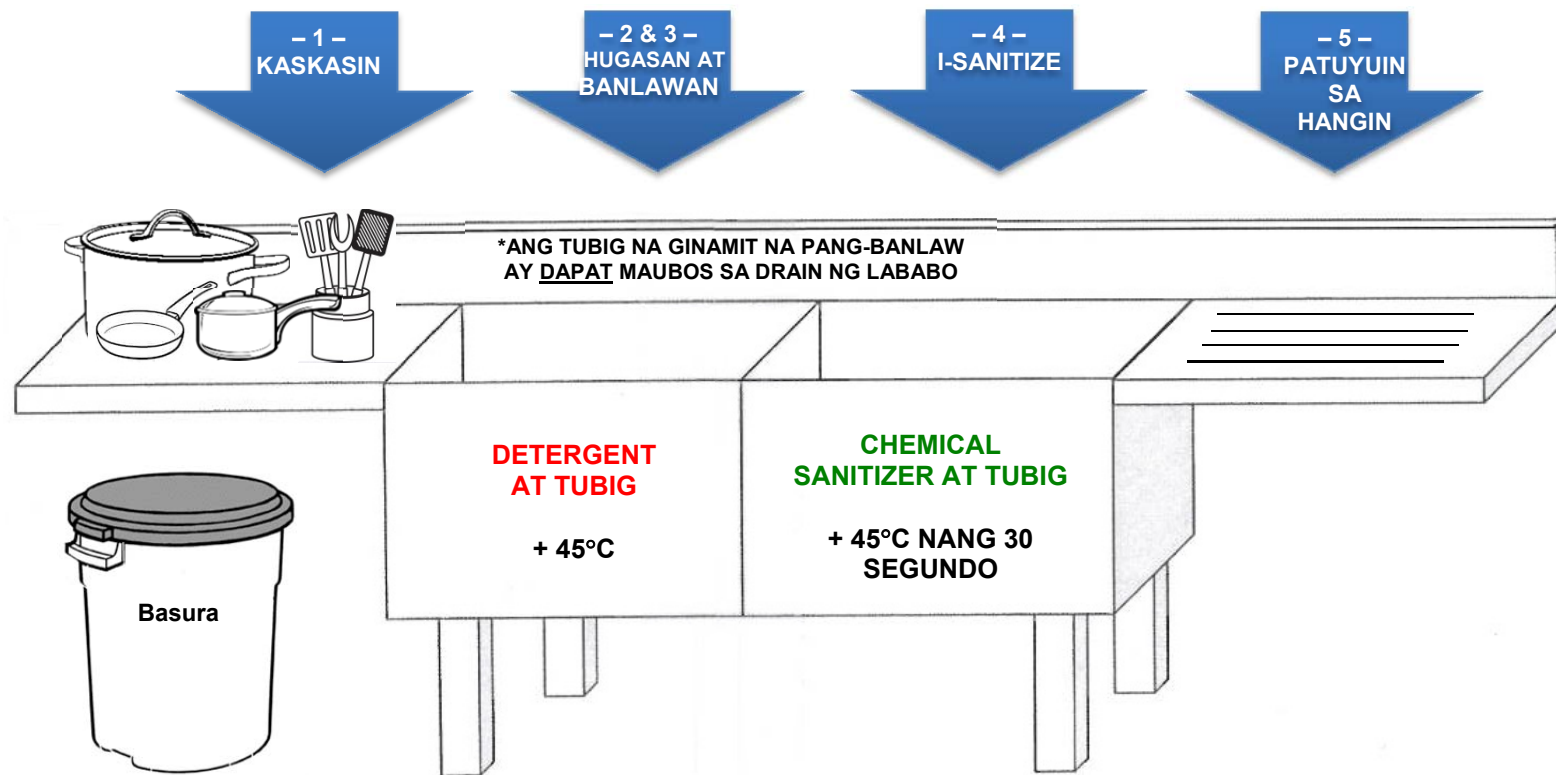 – 1 –
KASKASIN
– 2 & 3 –
HUGASAN AT
BANLAWAN
– 4 –
I-SANITIZE
– 5 –
PATUYUIN
SA
HANGIN
*ANG TUBIG NA GINAMIT NA PANG-BANLAW
AY DAPAT MAUBOS SA DRAIN NG LABABO
DETERGENT
AT TUBIG
+ 45°C
CHEMICAL
SANITIZER AT TUBIG
+ 45°C NANG 30
SEGUNDO
Basura